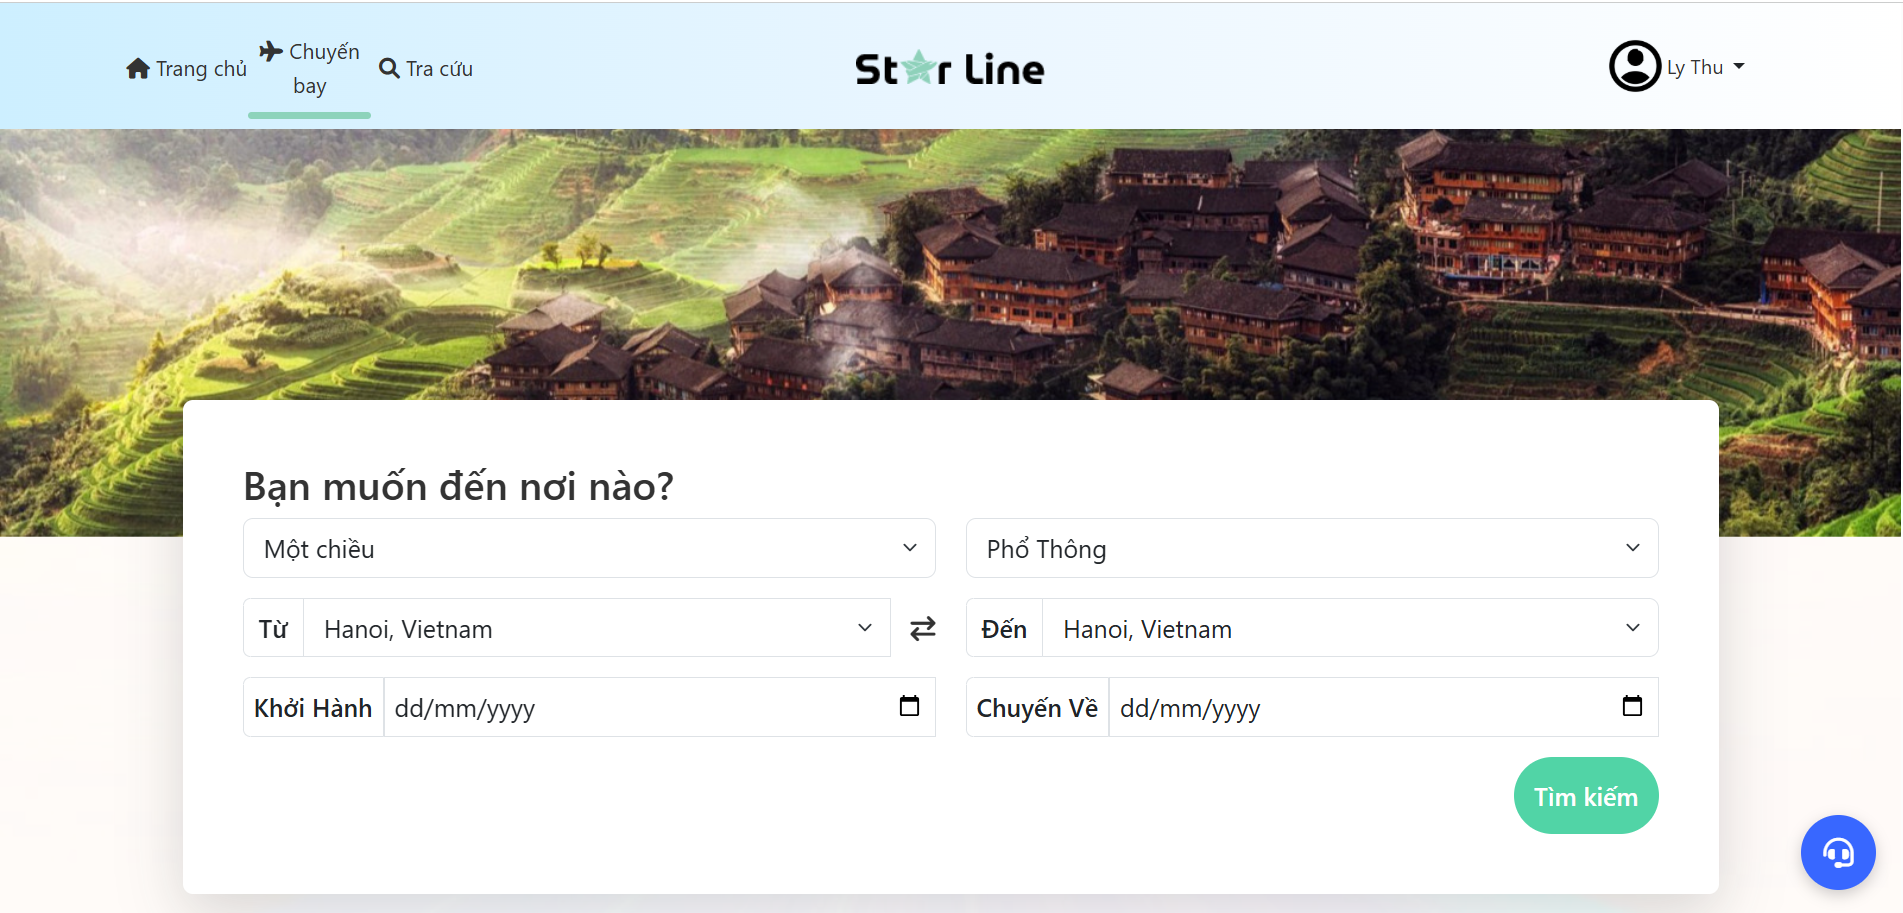 Trang chủ
Chuyến
bay
Tra cứu
Star Line
Ly Thu
Bạn muốn đến nơi nào?
Một chiều
Phổ Thông
Từ
Hanoi, Vietnam
Đến
Hanoi, Vietnam
Khởi Hành
dd/mm/yyyy
Chuyến Về
dd/mm/yyyy
Tìm kiếm